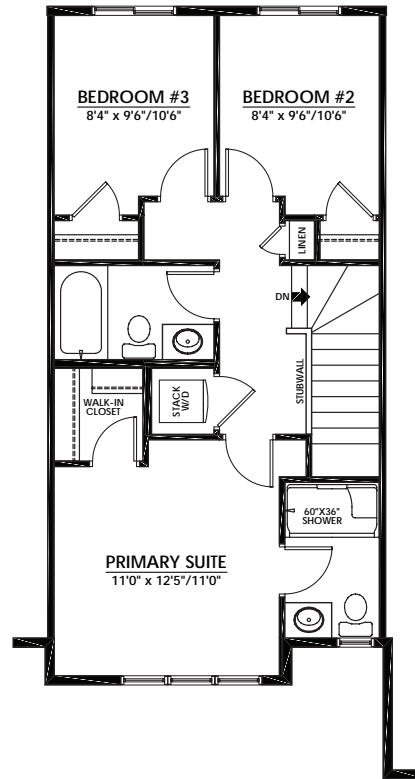 BEDROOM #3
8'4" x 9'6"/10'6"
BEDROOM #2
8'4" x 9'6"/10'6"
LINEN
DN
STUBWALL
WALK-IN
CLOSET
STACK
W/D
60"X36"
SHOWER
PRIMARY SUITE
11'0" x 12'5"/11'0"